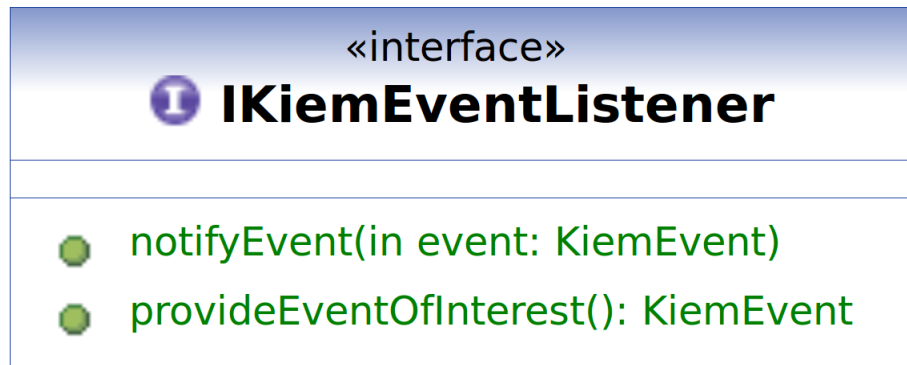 «interface»
IKiemEventListener
notifyEvent(in event: KiemEvent)
provideEventOfInterest(): KiemEvent